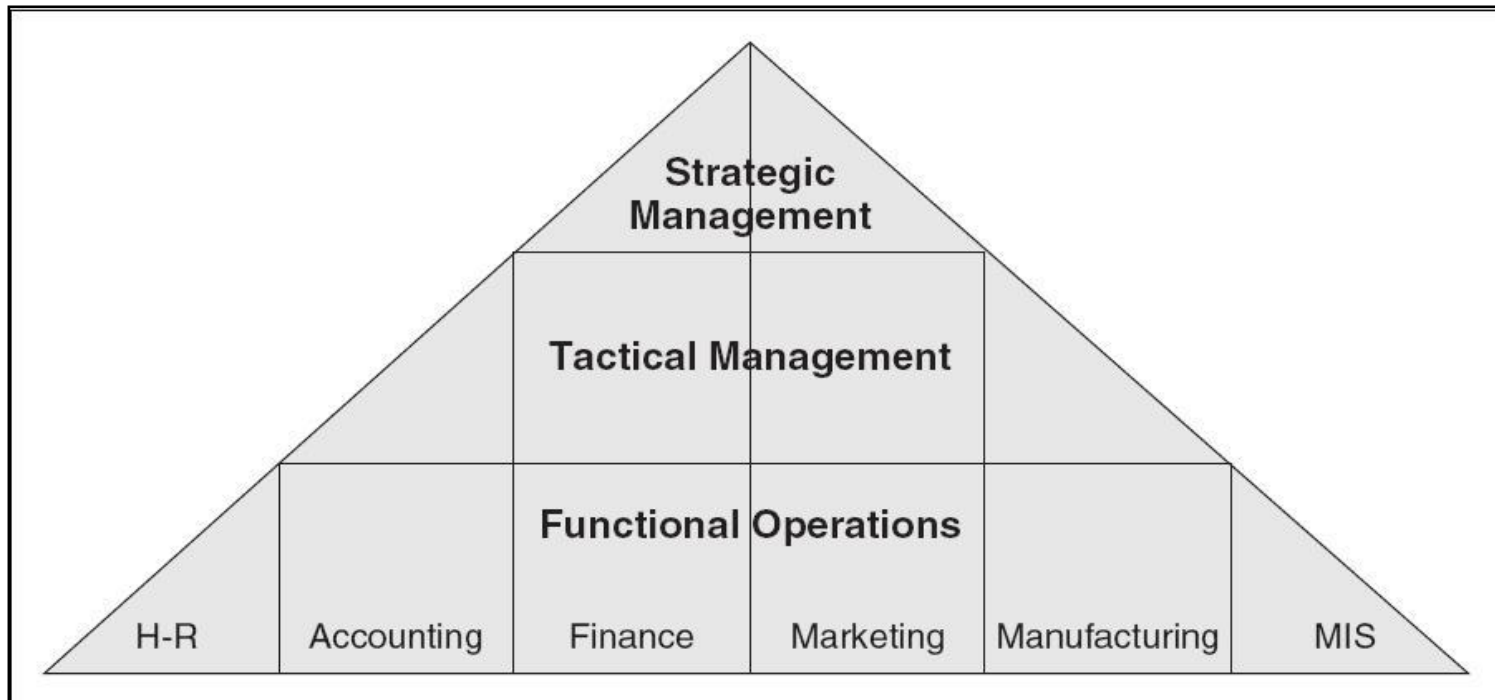 Strategic
Management
Tactical Management
Functional Operations
H-R Accounting Finance Marketing Manufacturing MIS